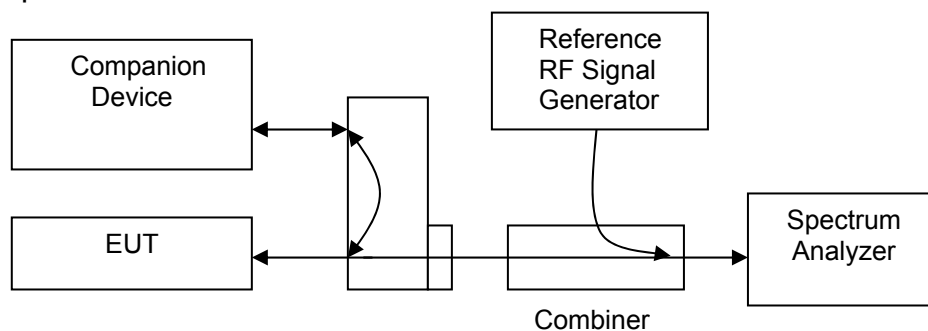 Companion
Device
Reference
RF Signal
Generator
EUT
Spectrum
Analyzer
Combiner